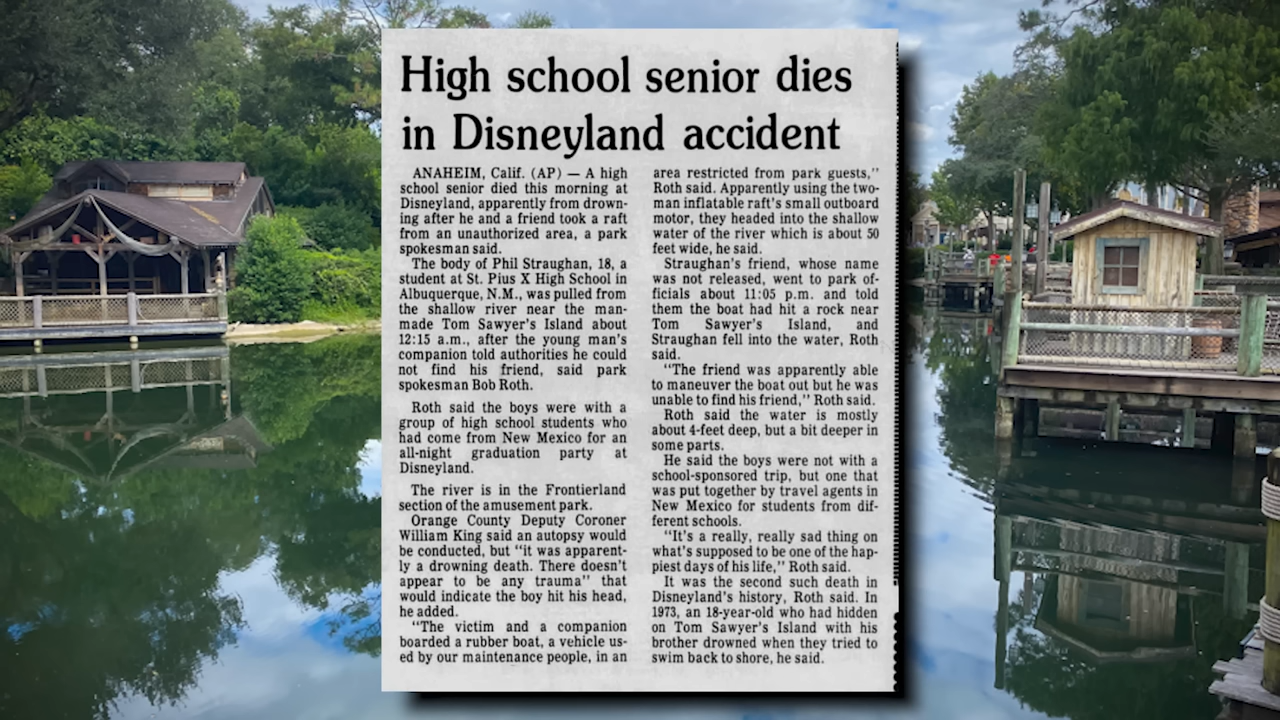 High school senior dies
in Disneyland accident
ANAHEIM, Calif. (AP) — A high
school senior died this morning at
Disneyland, apparently from drown-
ing after he and a friend took a raft
from an unauthorized area, a park
spokesman said.
The body of Phil Straughan, 18, a
student at St. Pius X High School in
Albuquerque, N.M., was pulled from
the shallow river near the man-
made Tom Sawyer's Island about
12:15 a.m., after the young man's
companion told authorities he could
not find his friend, said park
spokesman Bob Roth.
Roth said the boys were with a
group of high school students who
had come from New Mexico for an
all-night graduation party at
Disneyland.
The river is in the Frontierland
section of the amusement park.
Orange County Deputy Coroner
William King said an autopsy would
be conducted, but "it was apparent-
ly a drowning death. There doesn't
appear to be any trauma" that
would indicate the boy hit his head,
he added.
"The victim and a companion
boarded a rubber boat, a vehicle us-
ed by our maintenance people, in an
area restricted from park guests,"
Roth said. Apparently using the two-
man inflatable raft's small outboard
motor, they headed into the shallow
water of the river which is about 50
feet wide, he said.
Straughan's friend, whose name
was not released, went to park of-
ficials about 11:05 p.m. and told
them the boat had hit a rock near
Tom Sawyer's Island, and
Straughan fell into the water, Roth
said.
"The friend was apparently able
to maneuver the boat out but he was
unable to find his friend," Roth said.
Roth said the water is mostly
about 4-feet deep, but a bit deeper in
some parts.
He said the boys were not with a
school-sponsored trip, but one that
was put together by travel agents in
New Mexico for students from dif-
ferent schools.
"It's a really, really sad thing on
what's supposed to be one of the hap-
piest days of his life," Roth said.
It was the second such death in
Disneyland's history, Roth said. In
1973, an 18-year-old who had hidden
on Tom Sawyer's Island with his
brother drowned when they tried to
swim back to shore, he said.